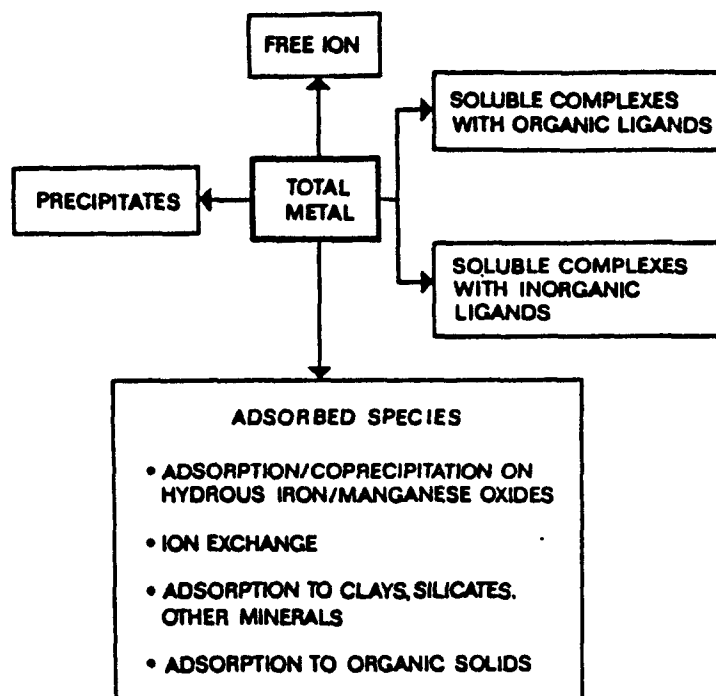 FREE ION
SOLUBLE COMPLEXES
WITH ORGANIC LIGANDS
PRECIPITATES
TOTAL
METAL
SOLUBLE COMPLEXES
WITH INORGANIC
LIGANDS
ADSORBED SPECIES
• ADSORPTION/COPRECIPITATION ON
HYDROUS IRON/MANGANESE OXIDES
• ION EXCHANGE
• ADSORPTION TO CLAYS, SILICATES,
OTHER MINERALS
• ADSORPTION TO ORGANIC SOLIDS